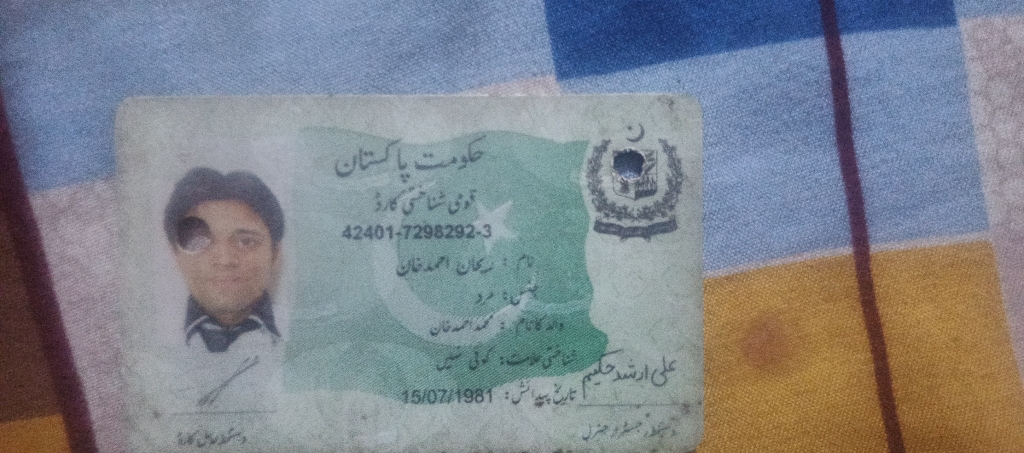 حکومت پاکستان
قومی شناختی کارڈ
42401-7298292-3
نام : ریحان احمد خان
جنس: مرد
والد کا نام : محمد احمد خان
شناختی علامت: کوئی نہیں
تاریخ پیدائش: 15/07/1981
علی ارشد حکیم
دستخط حامل کارڈ
دستخط رجسٹرار جنرل